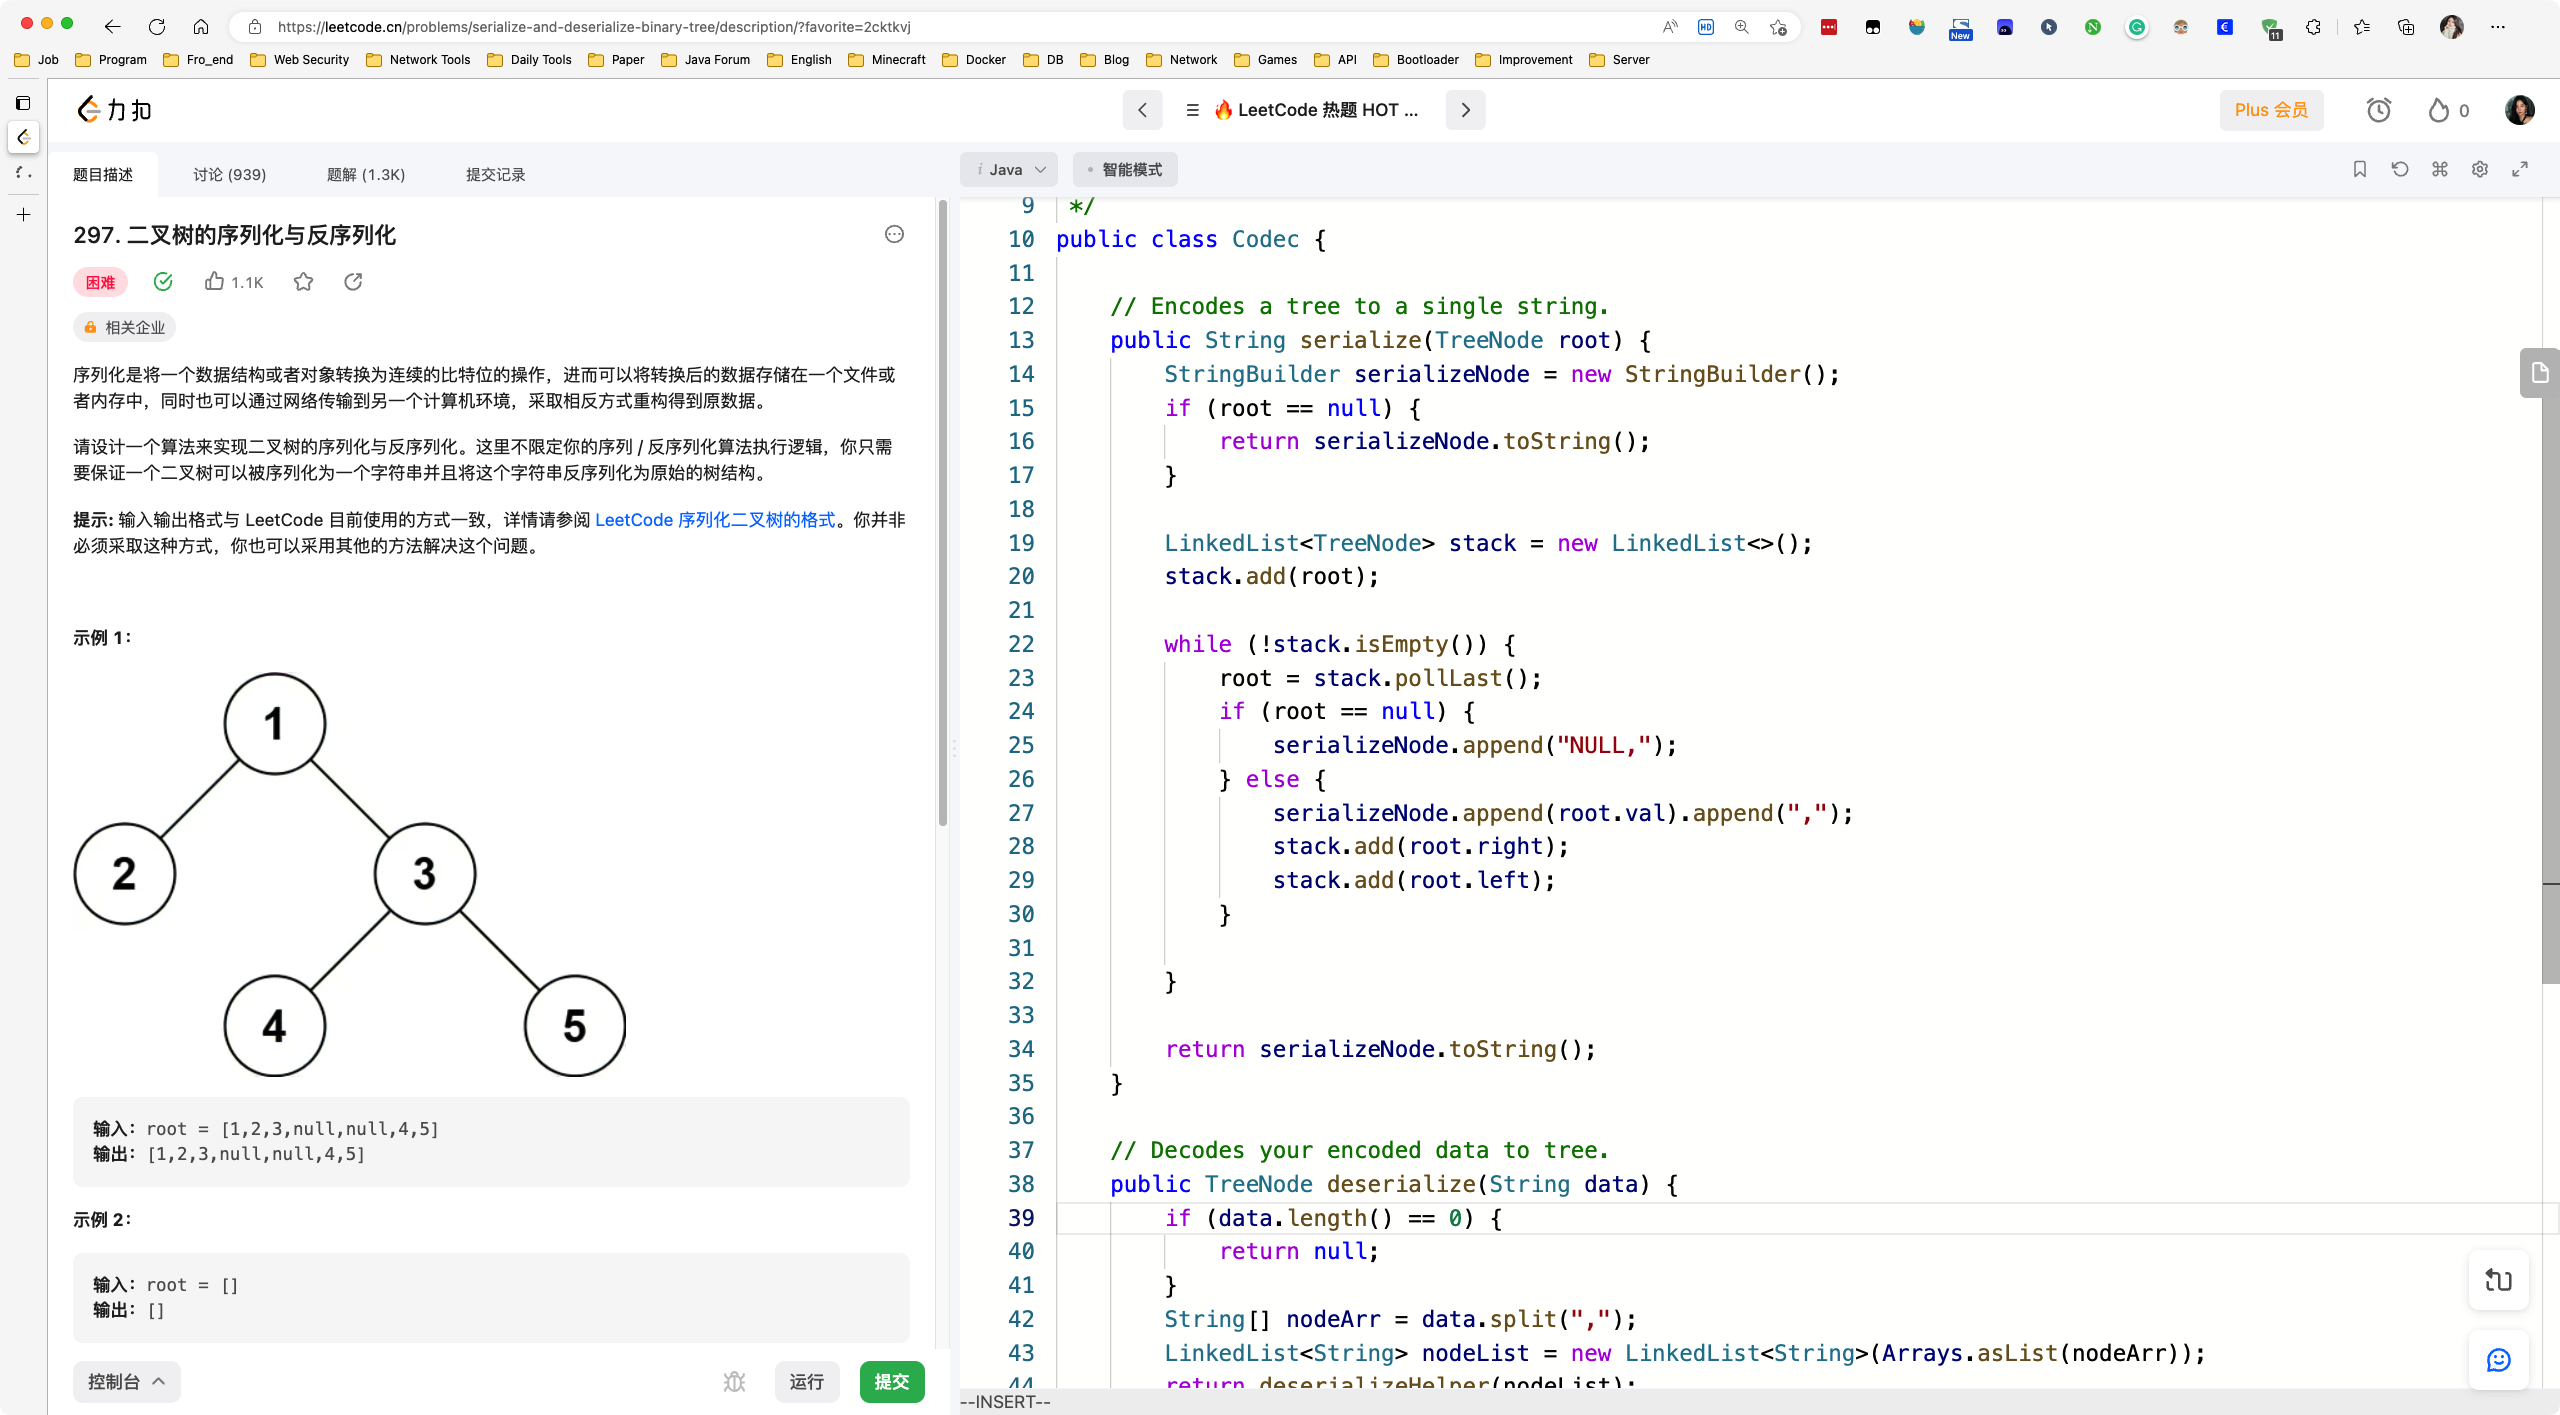 https://leetcode.cn/problems/serialize-and-deserialize-binary-tree/description/?favorite=2cktkvj
HD
New
11
Job Program Fro_end Web Security Network Tools Daily Tools Paper Java Forum English Minecraft Docker DB Blog Network Games API Bootloader Improvement Server
力扣
LeetCode 热题 HOT ...
Plus 会员
0
题目描述 讨论 (939) 题解 (1.3K) 提交记录
297. 二叉树的序列化与反序列化
困难 1.1K
相关企业
序列化是将一个数据结构或者对象转换为连续的比特位的操作，进而可以将转换后的数据存储在一个文件或
者内存中，同时也可以通过网络传输到另一个计算机环境，采取相反方式重构得到原数据。
请设计一个算法来实现二叉树的序列化与反序列化。这里不限定你的序列 / 反序列化算法执行逻辑，你只需
要保证一个二叉树可以被序列化为一个字符串并且将这个字符串反序列化为原始的树结构。
提示: 输入输出格式与 LeetCode 目前使用的方式一致，详情请参阅 LeetCode 序列化二叉树的格式。你并非
必须采取这种方式，你也可以采用其他的方法解决这个问题。
示例 1：
1
2 3
4 5
输入：root = [1,2,3,null,null,4,5]
输出：[1,2,3,null,null,4,5]
示例 2：
输入：root = []
输出：[]
控制台 运行 提交
Java 智能模式
9 */
10 public class Codec {
11
12 // Encodes a tree to a single string.
13 public String serialize(TreeNode root) {
14 StringBuilder serializeNode = new StringBuilder();
15 if (root == null) {
16 return serializeNode.toString();
17 }
18
19 LinkedList<TreeNode> stack = new LinkedList<>();
20 stack.add(root);
21
22 while (!stack.isEmpty()) {
23 root = stack.pollLast();
24 if (root == null) {
25 serializeNode.append("NULL,");
26 } else {
27 serializeNode.append(root.val).append(",");
28 stack.add(root.right);
29 stack.add(root.left);
30 }
31
32 }
33
34 return serializeNode.toString();
35 }
36
37 // Decodes your encoded data to tree.
38 public TreeNode deserialize(String data) {
39 if (data.length() == 0) {
40 return null;
41 }
42 String[] nodeArr = data.split(",");
43 LinkedList<String> nodeList = new LinkedList<String>(Arrays.asList(nodeArr));
44 return deserializeHelper(nodeList);
--INSERT--